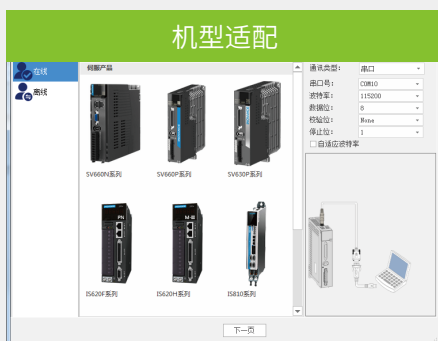 机型适配
在线
离线
伺服产品
SV660N系列
SV660P系列
SV630P系列
PN
M-Ⅲ
IS620F系列
IS620H系列
IS810系列
通讯类型：
串口
串口号：
COM10
波特率：
115200
数据位：
8
校验位：
None
停止位：
1
自适应波特率
下一页